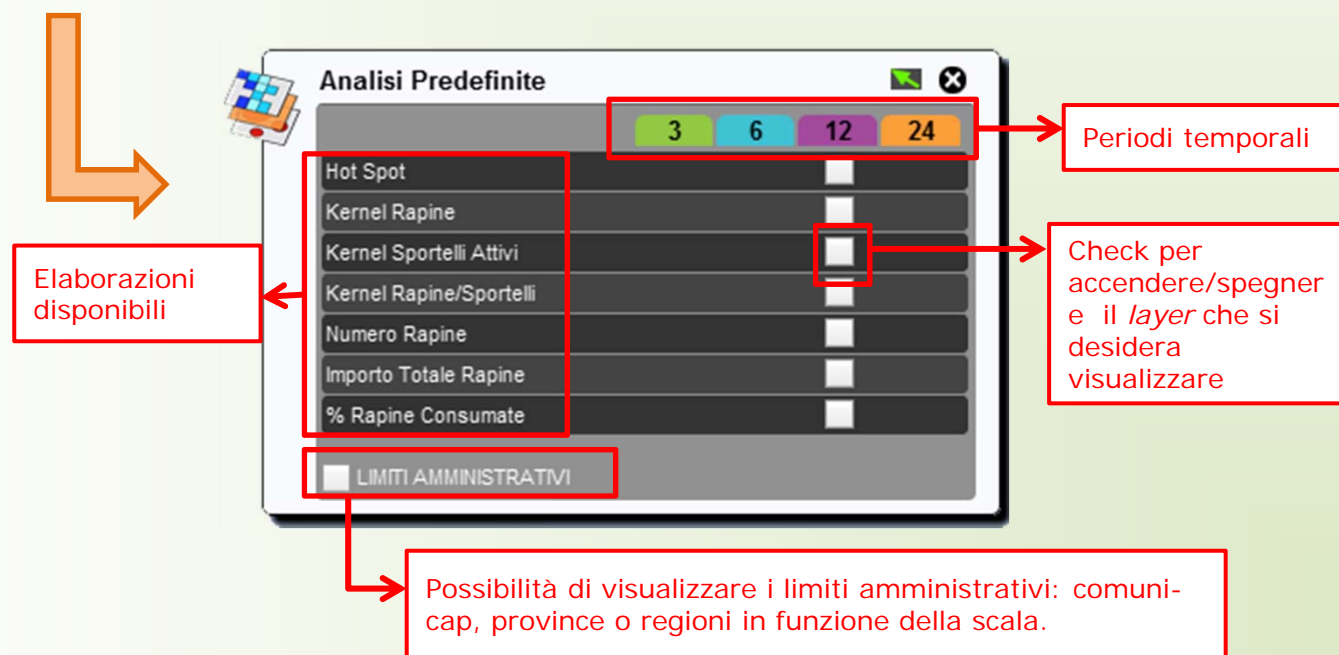 Analisi Predefinite
3 6 12 24
Periodi temporali
Hot Spot
Kernel Rapine
Kernel Sportelli Attivi
Kernel Rapine/Sportelli
Numero Rapine
Importo Totale Rapine
% Rapine Consumate
LIMITI AMMINISTRATIVI
Elaborazioni
disponibili
Check per
accendere/spegner
e il layer che si
desidera
visualizzare
Possibilità di visualizzare i limiti amministrativi: comuni-
cap, province o regioni in funzione della scala.